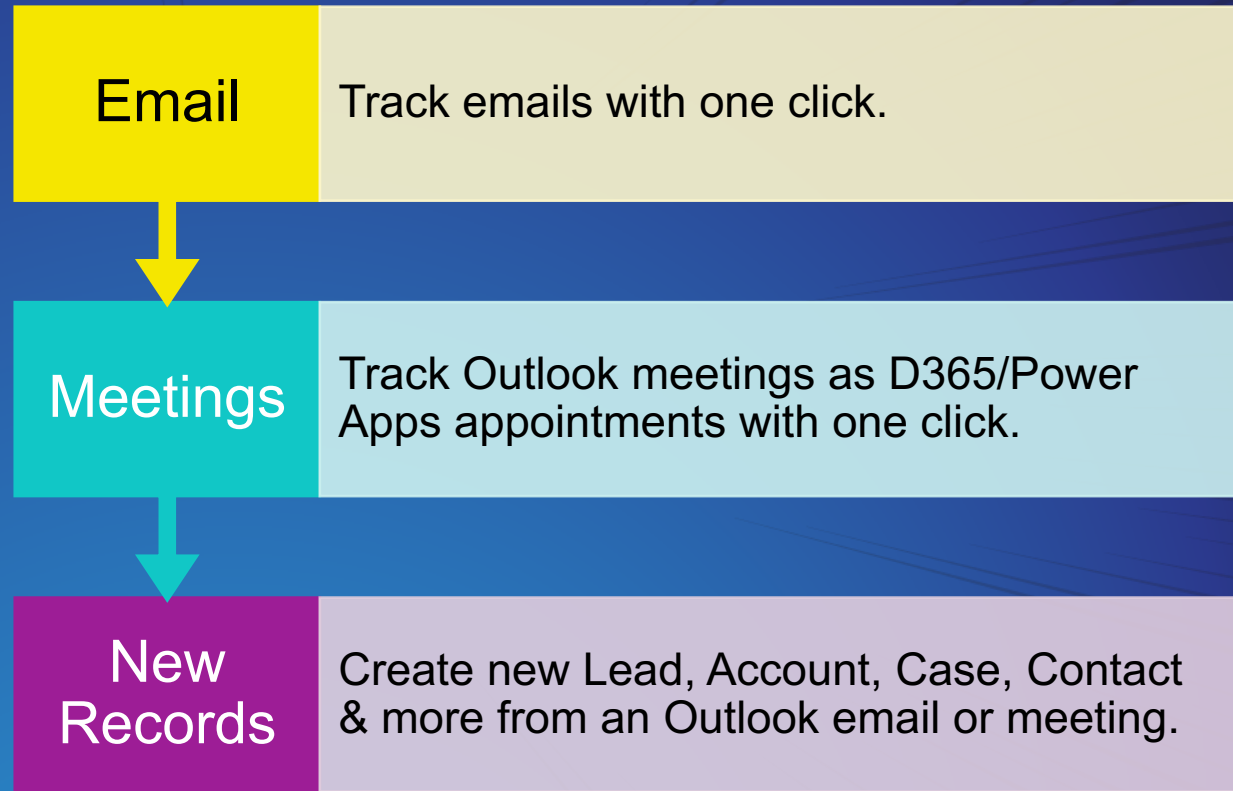 Email
Track emails with one click.
Meetings
Track Outlook meetings as D365/Power
Apps appointments with one click.
New
Records
Create new Lead, Account, Case, Contact
& more from an Outlook email or meeting.